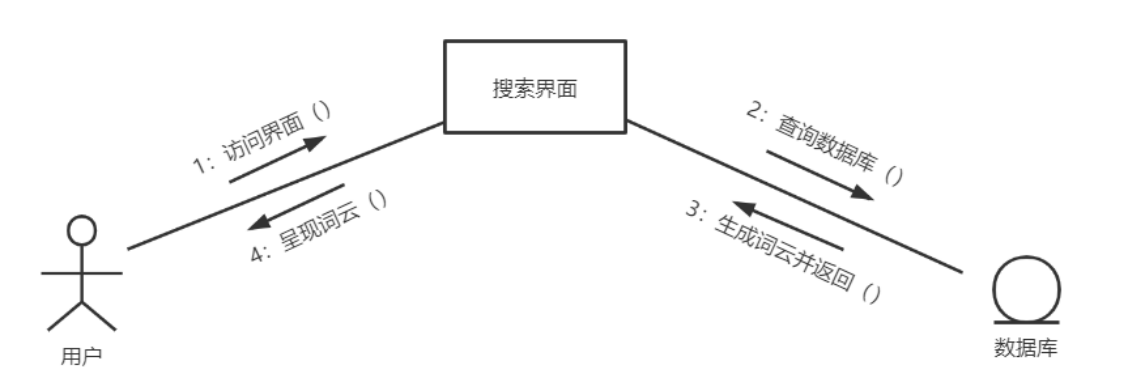 搜索界面
1：访问界面（）
2：查询数据库（）
3：生成词云并返回（）
4：呈现词云（）
用户
数据库